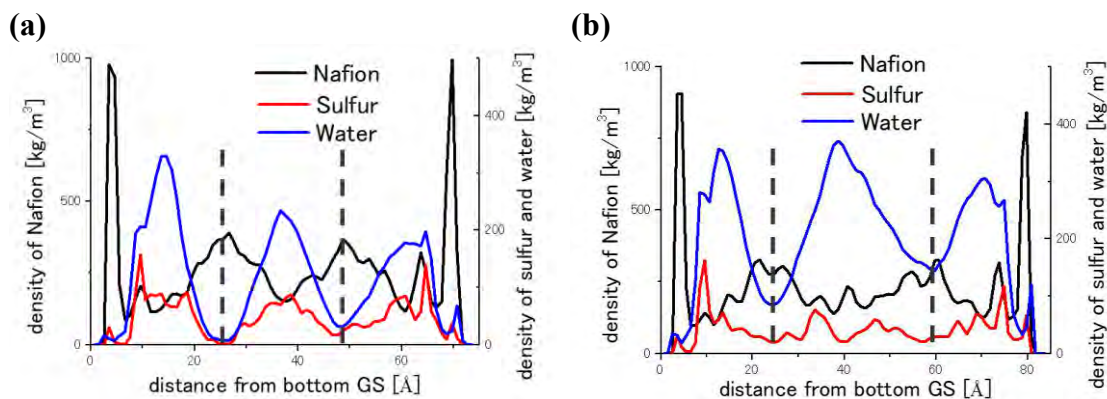 (a)
density of Nafion [kg/m³]
1000
500
0
0
20
40
60
distance from bottom GS [Å]
400
200
0
density of sulfur and water [kg/m³]
Nafion
Sulfur
Water
(b)
density of Nafion [kg/m³]
1000
500
0
0
20
40
60
80
distance from bottom GS [Å]
400
200
0
density of sulfur and water [kg/m³]
Nafion
Sulfur
Water